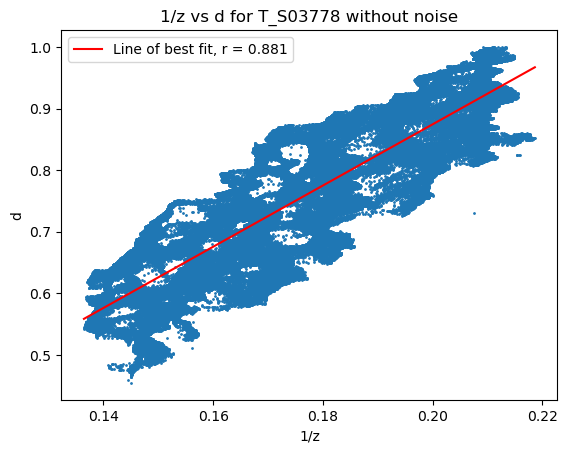 1/z vs d for T_S03778 without noise
Line of best fit, r = 0.881
1.0
0.9
0.8
0.7
0.6
0.5
d
0.14 0.16 0.18 0.20 0.22
1/z